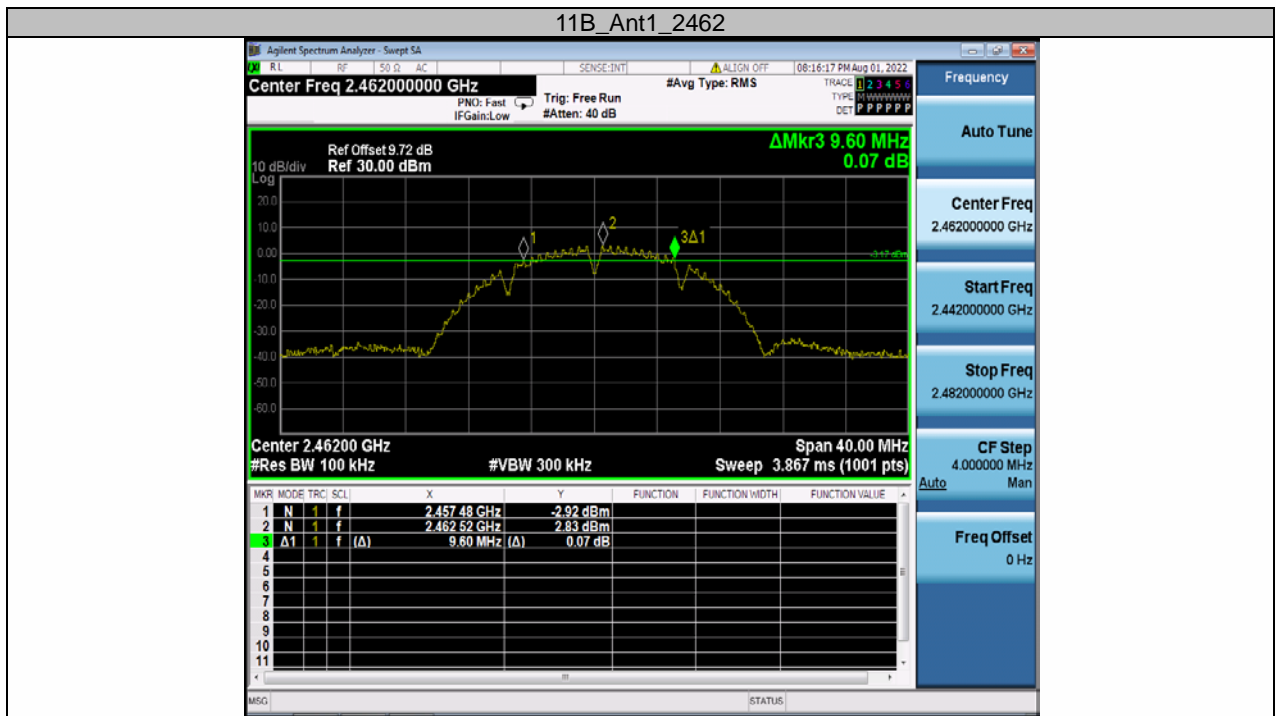 11B_Ant1_2462
Agilent Spectrum Analyzer - Swept SA
RL RF 50 Ω AC SENSE:INT ALIGN OFF 08:16:17 PM Aug 01, 2022
Center Freq 2.462000000 GHz
PNO: Fast
IFGain:Low
Trig: Free Run
#Atten: 40 dB
#Avg Type: RMS
TRACE 1 2 3 4 5 6
TYPE M W W W W W
DET P P P P P P
Frequency
Ref Offset 9.72 dB
10 dB/div Ref 30.00 dBm
Log
ΔMkr3 9.60 MHz
0.07 dB
20.0
10.0
0.00
-10.0
-20.0
-30.0
-40.0
-50.0
-60.0
1
2
3Δ1
-3.17 dBm
Center 2.46200 GHz Span 40.00 MHz
#Res BW 100 kHz #VBW 300 kHz Sweep 3.867 ms (1001 pts)
MKR MODE TRC SCL X Y FUNCTION FUNCTION WIDTH FUNCTION VALUE
1 N 1 f 2.457 48 GHz -2.92 dBm
2 N 1 f 2.462 52 GHz 2.83 dBm
3 Δ1 1 f (Δ) 9.60 MHz (Δ) 0.07 dB
4
5
6
7
8
9
10
11
MSG STATUS
Auto Tune
Center Freq
2.462000000 GHz
Start Freq
2.442000000 GHz
Stop Freq
2.482000000 GHz
CF Step
4.000000 MHz
Auto Man
Freq Offset
0 Hz